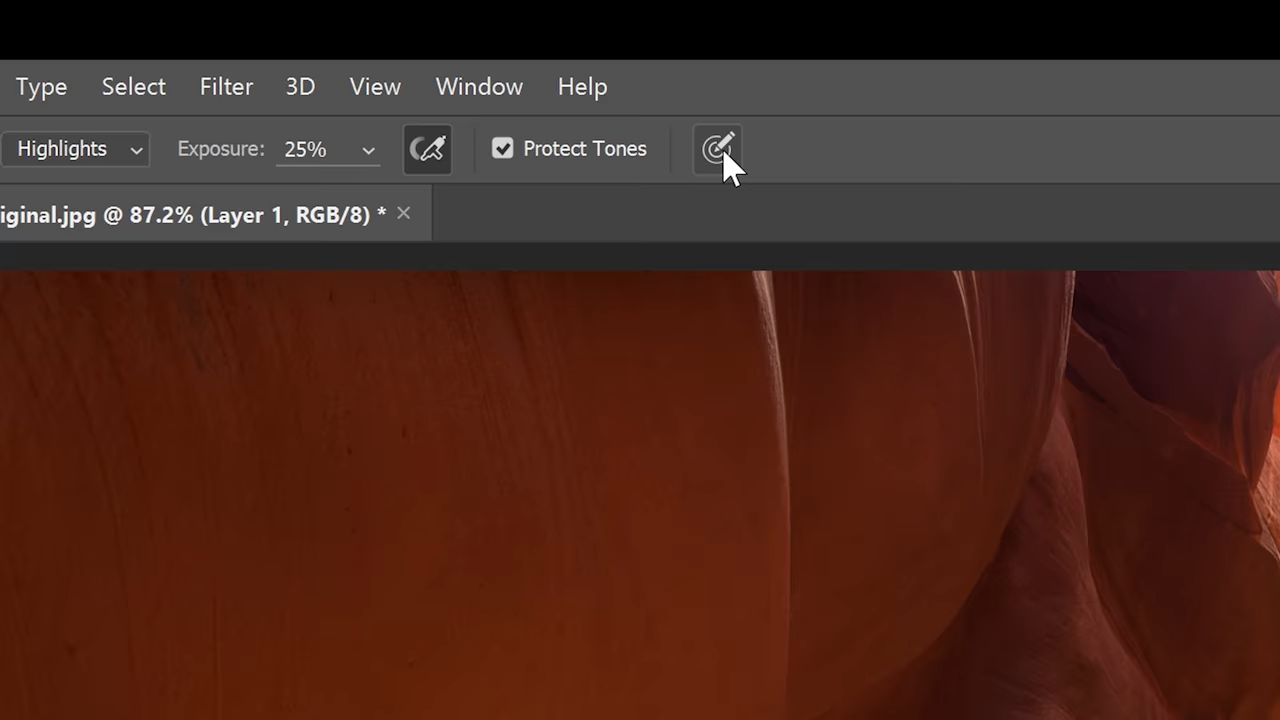 Type Select Filter 3D View Window Help
Highlights Exposure: 25% Protect Tones
iginal.jpg @ 87.2% (Layer 1, RGB/8) *